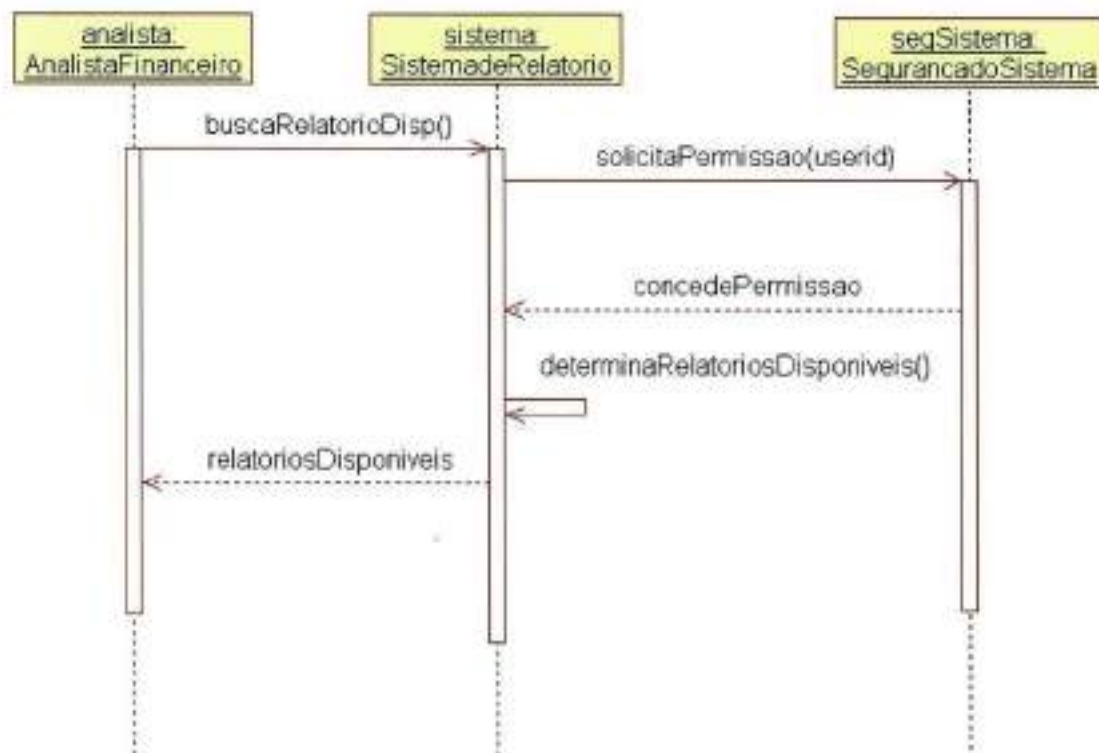 analista:
AnalistaFinanceiro
sistema:
SistemadeRelatorio
segSistema:
SegurancadoSistema
buscaRelatorioDisp()
solicitaPermissao(userid)
concedePermissao
determinaRelatoriosDisponiveis()
relatoriosDisponiveis